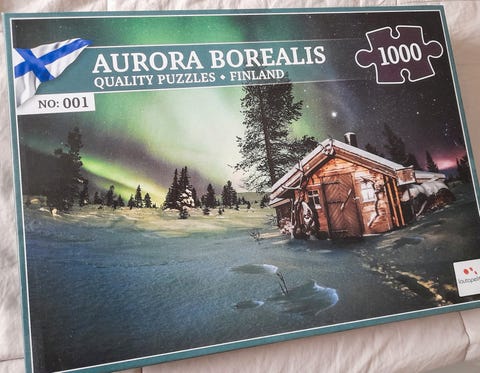 AURORA BOREALIS
QUALITY PUZZLES • FINLAND
1000
NO: 001